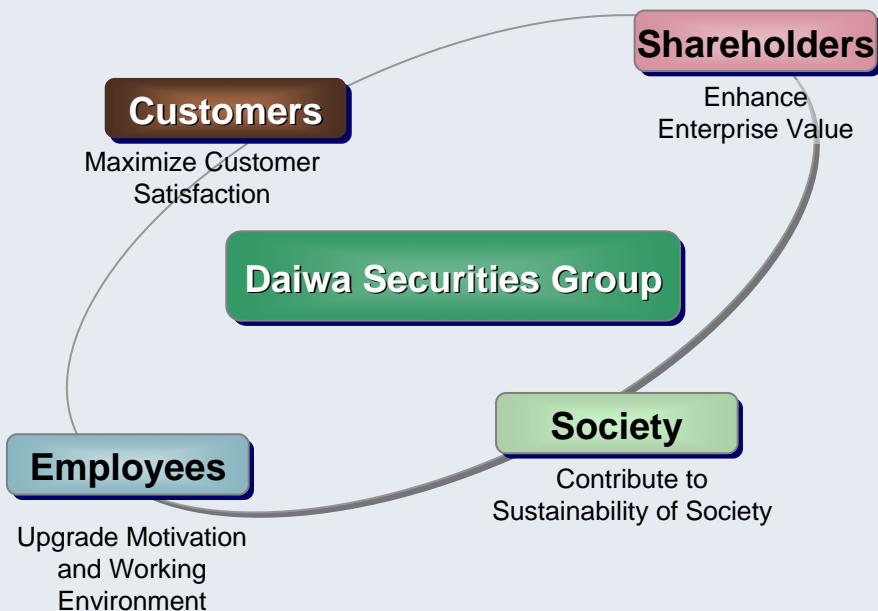 Shareholders
Enhance
Enterprise Value
Customers
Maximize Customer
Satisfaction
Daiwa Securities Group
Society
Contribute to
Sustainability of Society
Employees
Upgrade Motivation
and Working
Environment